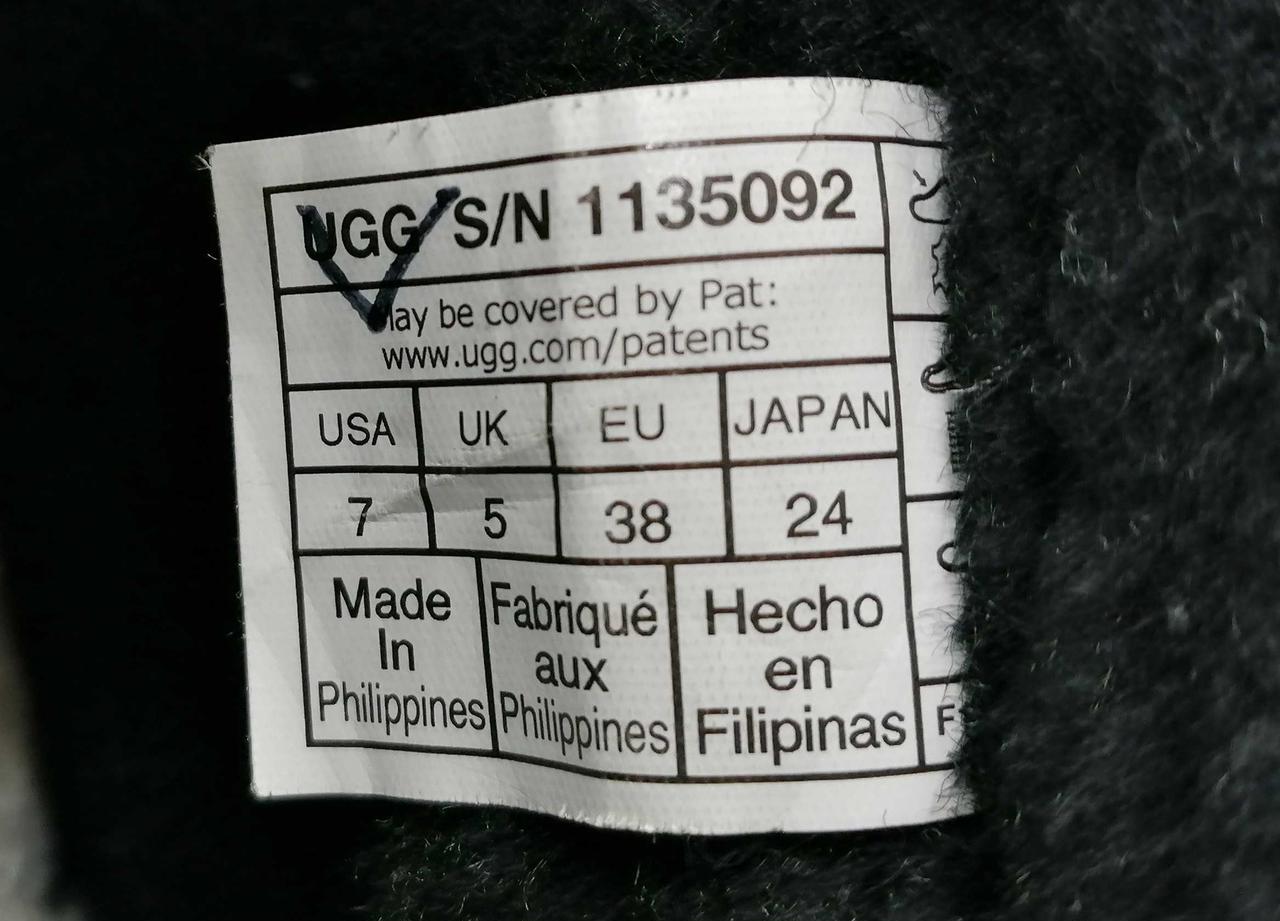 UGG S/N 1135092
May be covered by Pat:
www.ugg.com/patents
USA UK EU JAPAN
7 5 38 24
Made
In
Philippines
Fabriqué
aux
Philippines
Hecho
en
Filipinas